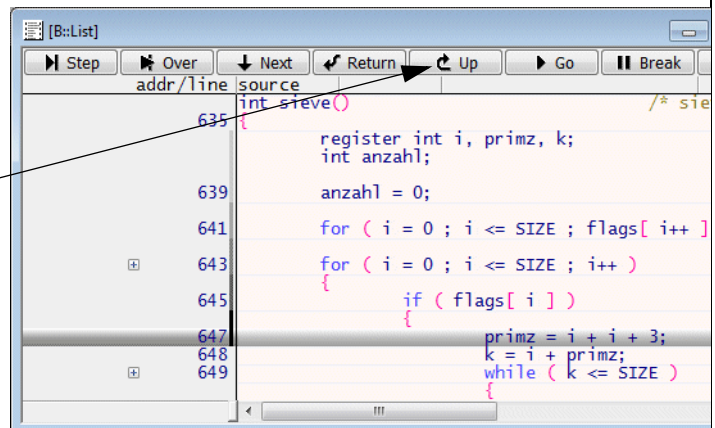 [B::List]
Step Over Next Return Up Go Break
addr/line source
int sieve() /* sie
635 {
register int i, primz, k;
int anzahl;
639 anzahl = 0;
641 for ( i = 0 ; i <= SIZE ; flags[ i++ ]
643 for ( i = 0 ; i <= SIZE ; i++ )
{
645 if ( flags[ i ] )
{
647 primz = i + i + 3;
648 k = i + primz;
649 while ( k <= SIZE )
{